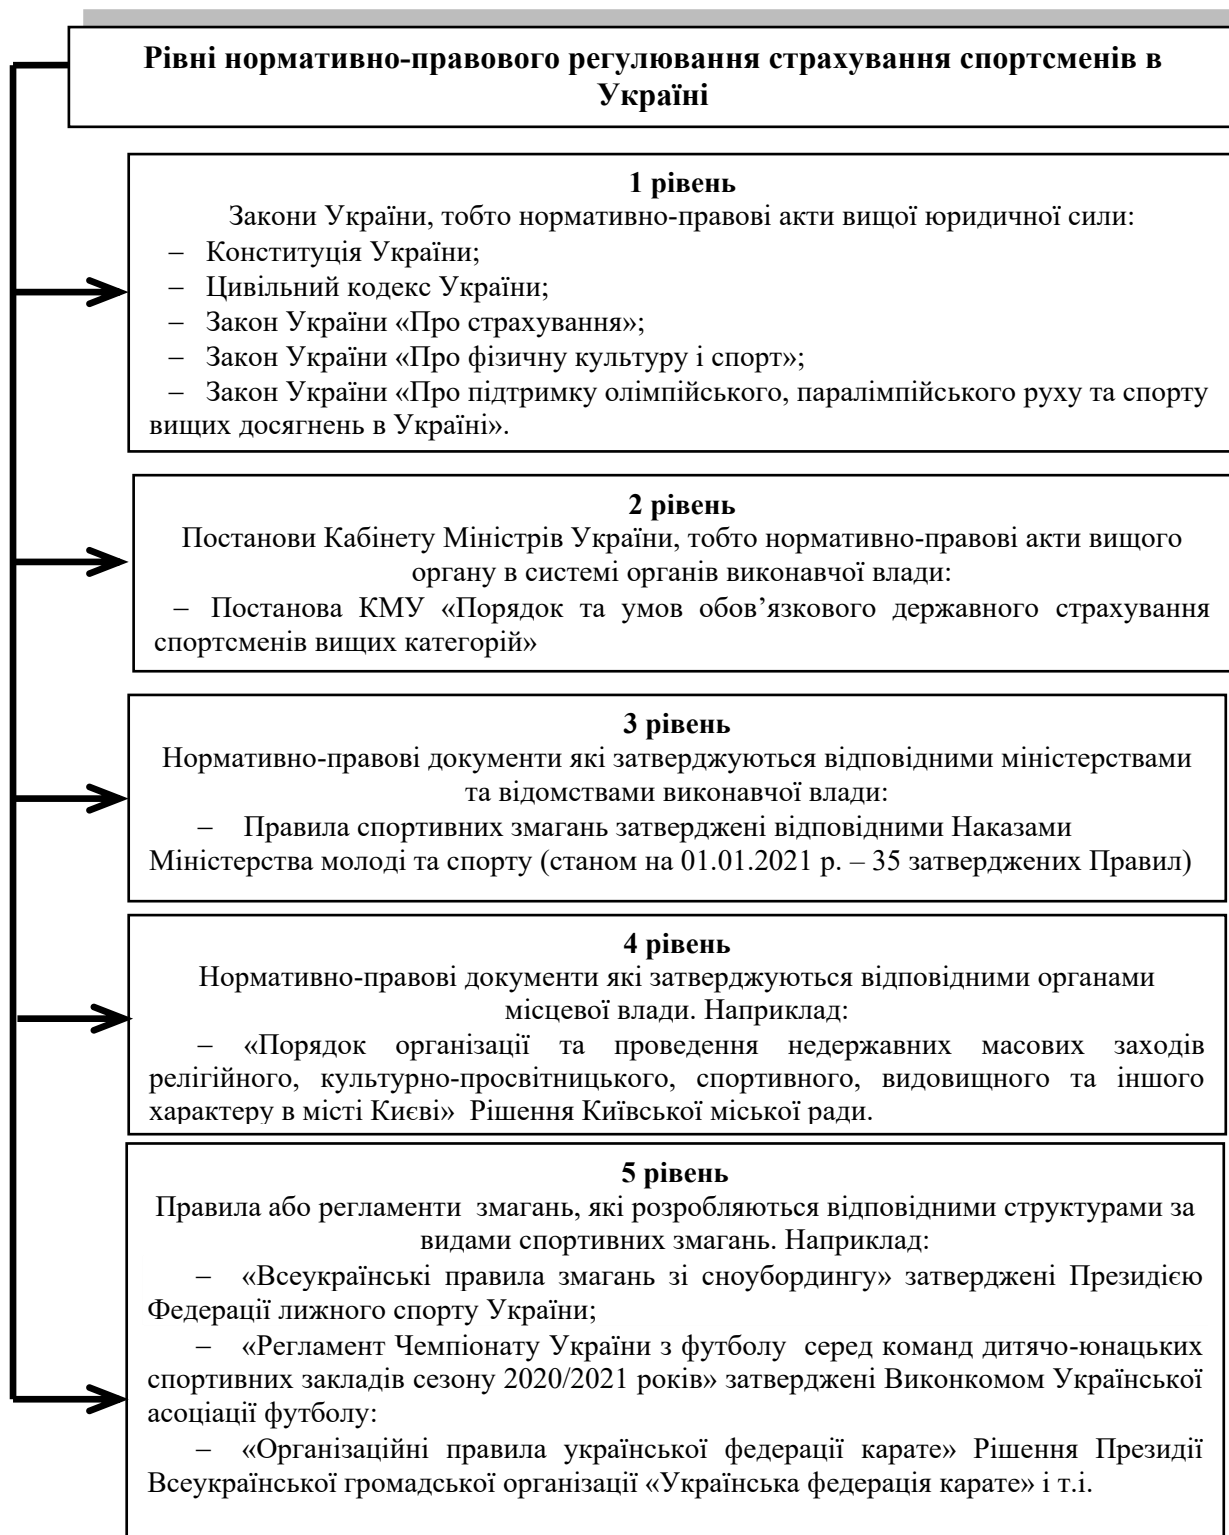 Рівні нормативно-правового регулювання страхування спортсменів в
Україні
1 рівень
Закони України, тобто нормативно-правові акти вищої юридичної сили:
– Конституція України;
– Цивільний кодекс України;
– Закон України «Про страхування»;
– Закон України «Про фізичну культуру і спорт»;
– Закон України «Про підтримку олімпійського, паралімпійського руху та спорту
вищих досягнень в Україні».
2 рівень
Постанови Кабінету Міністрів України, тобто нормативно-правові акти вищого
органу в системі органів виконавчої влади:
– Постанова КМУ «Порядок та умов обов’язкового державного страхування
спортсменів вищих категорій»
3 рівень
Нормативно-правові документи які затверджуються відповідними міністерствами
та відомствами виконавчої влади:
– Правила спортивних змагань затверджені відповідними Наказами
Міністерства молоді та спорту (станом на 01.01.2021 р. – 35 затверджених Правил)
4 рівень
Нормативно-правові документи які затверджуються відповідними органами
місцевої влади. Наприклад:
– «Порядок організації та проведення недержавних масових заходів
релігійного, культурно-просвітницького, спортивного, видовищного та іншого
характеру в місті Києві» Рішення Київської міської ради.
5 рівень
Правила або регламенти змагань, які розробляються відповідними структурами за
видами спортивних змагань. Наприклад:
– «Всеукраїнські правила змагань зі сноубордингу» затверджені Президією
Федерації лижного спорту України;
– «Регламент Чемпіонату України з футболу серед команд дитячо-юнацьких
спортивних закладів сезону 2020/2021 років» затверджені Виконкомом Української
асоціації футболу:
– «Організаційні правила української федерації карате» Рішення Президії
Всеукраїнської громадської організації «Українська федерація карате» і т.і.